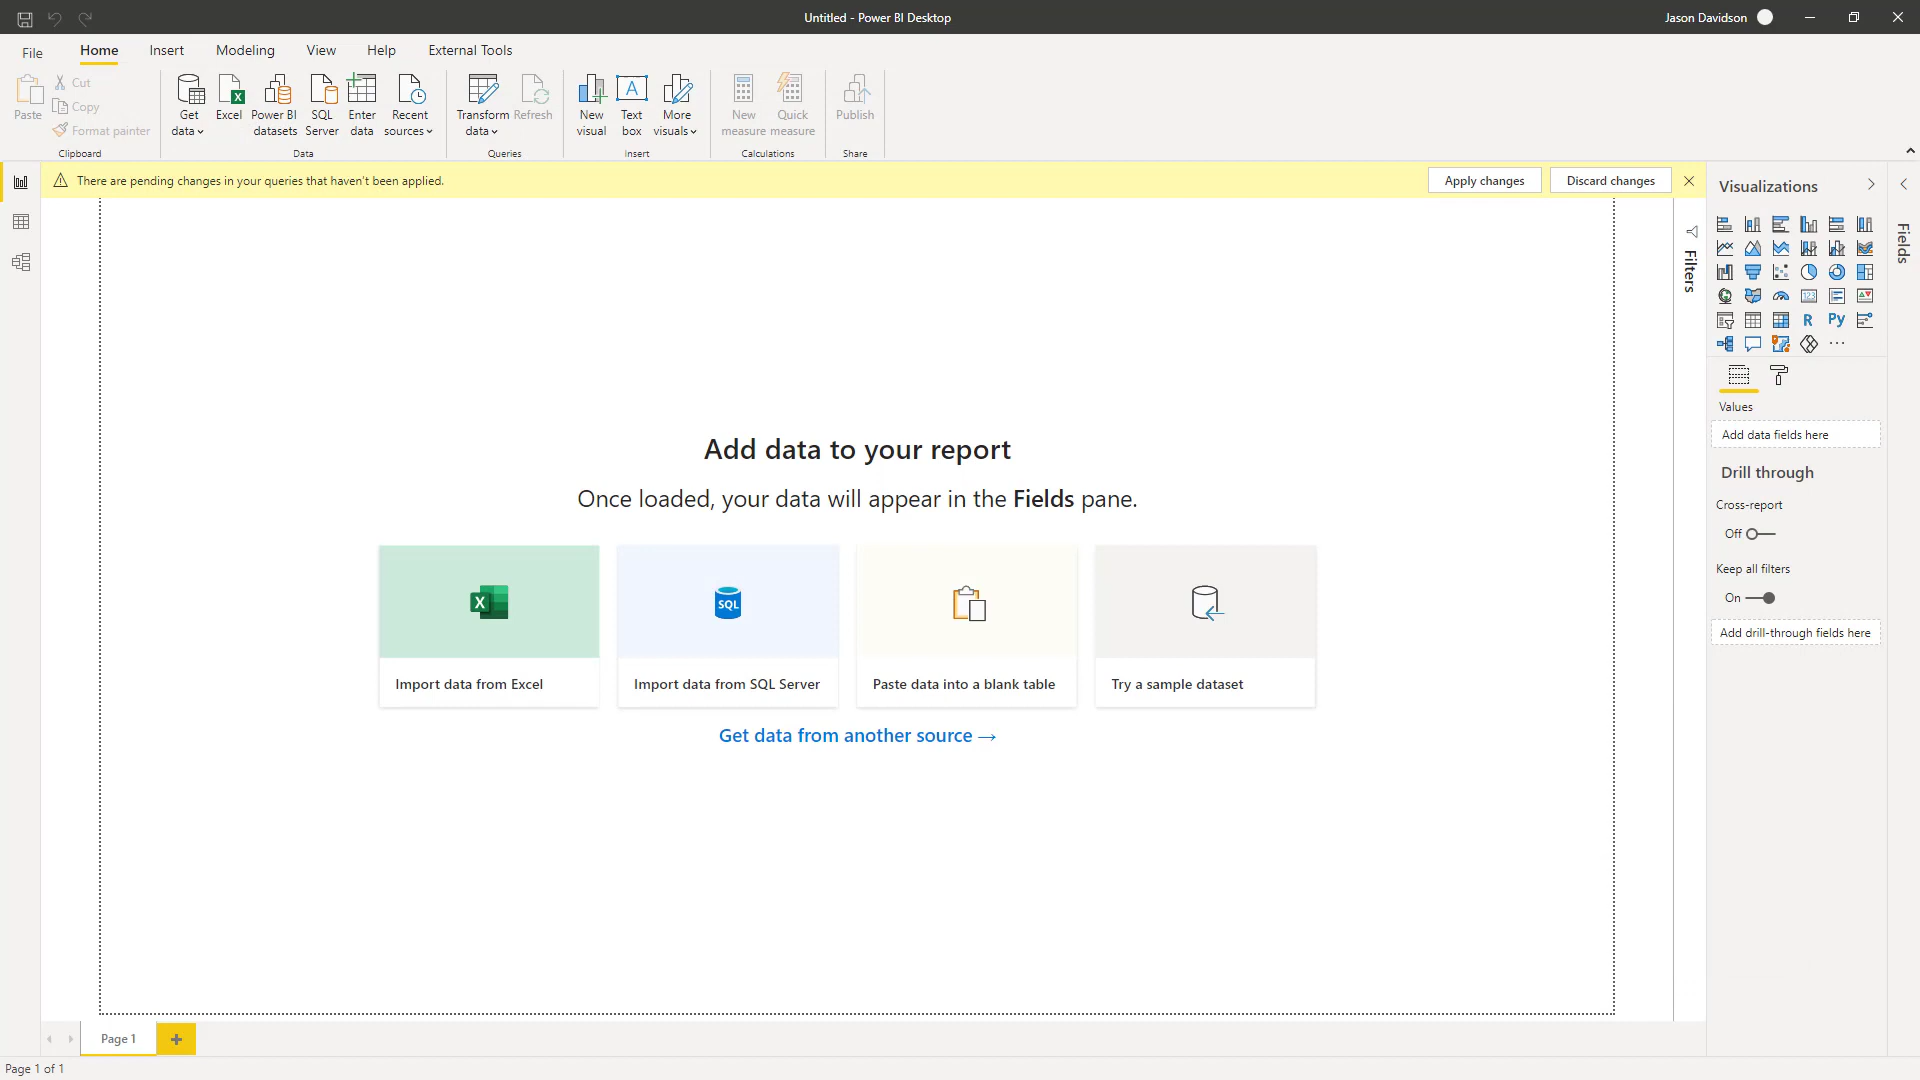 Untitled - Power BI Desktop
Jason Davidson
File
Home
Insert
Modeling
View
Help
External Tools
Paste
Cut
Copy
Format painter
Clipboard
Get data
Excel
Power BI datasets
SQL Server
Enter data
Recent sources
Data
Transform data
Refresh
Queries
New visual
Text box
More visuals
Insert
New measure
Quick measure
Calculations
Publish
Share
There are pending changes in your queries that haven't been applied.
Apply changes
Discard changes
Filters
Visualizations
Fields
123
R
Py
Values
Add data fields here
Drill through
Cross-report
Off
Keep all filters
On
Add drill-through fields here
Add data to your report
Once loaded, your data will appear in the Fields pane.
X
SQL
Import data from Excel
Import data from SQL Server
Paste data into a blank table
Try a sample dataset
Get data from another source →
Page 1
Page 1 of 1